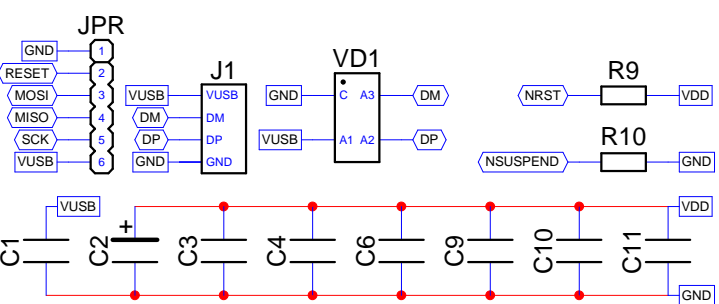 JPR
GND 1
RESET 2
MOSI 3
MISO 4
SCK 5
VUSB 6
J1
VUSB VUSB
DM DM
DP DP
GND GND
VD1
GND C A3 DM
VUSB A1 A2 DP
R9
NRST VDD
R10
NSUSPEND GND
VUSB VDD
+
C1 C2 C3 C4 C6 C9 C10 C11
GND